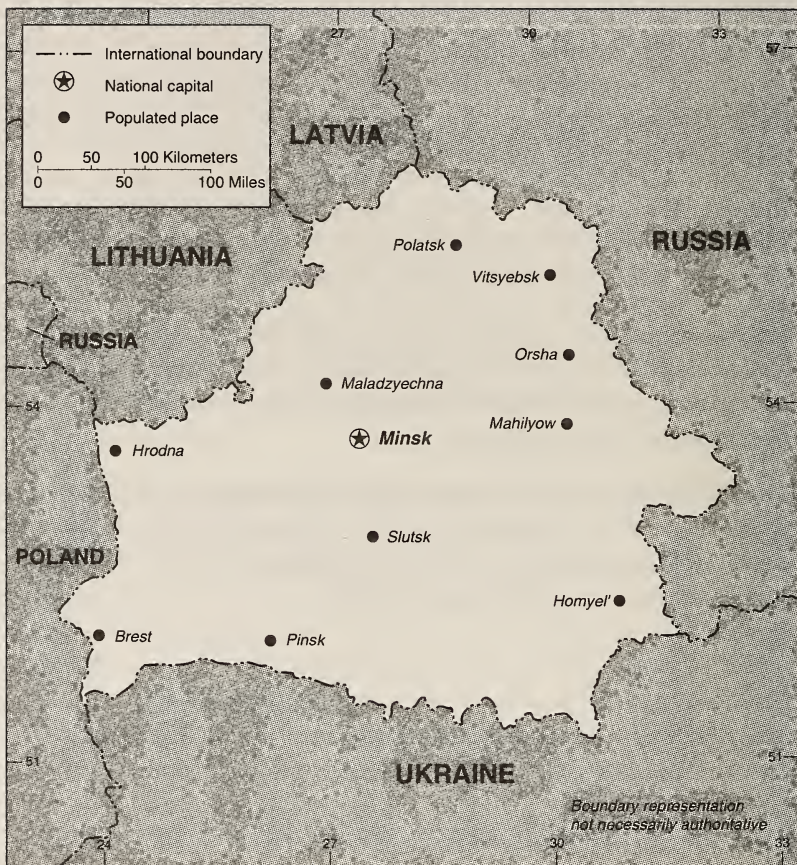 27
30
33
57
International boundary
National capital
Populated place
0 50 100 Kilometers
0 50 100 Miles
LATVIA
LITHUANIA
RUSSIA
Polatsk
Vitsyebsk
RUSSIA
Orsha
Maladzyechna
54
54
Mahilyow
Minsk
Hrodna
Slutsk
POLAND
Homyel'
Brest
Pinsk
51
51
UKRAINE
Boundary representation
not necessarily authoritative
24
27
30
33